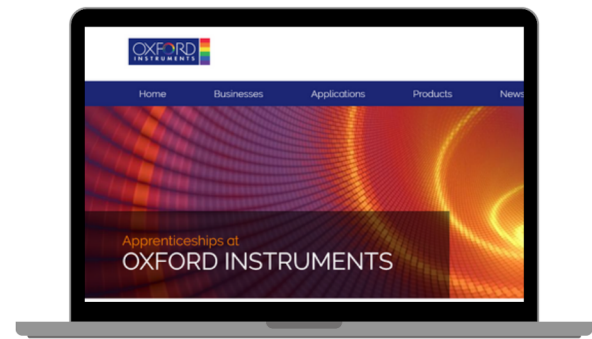 OXFORD
INSTRUMENTS
Home Businesses Applications Products News
Apprenticeships at
OXFORD INSTRUMENTS